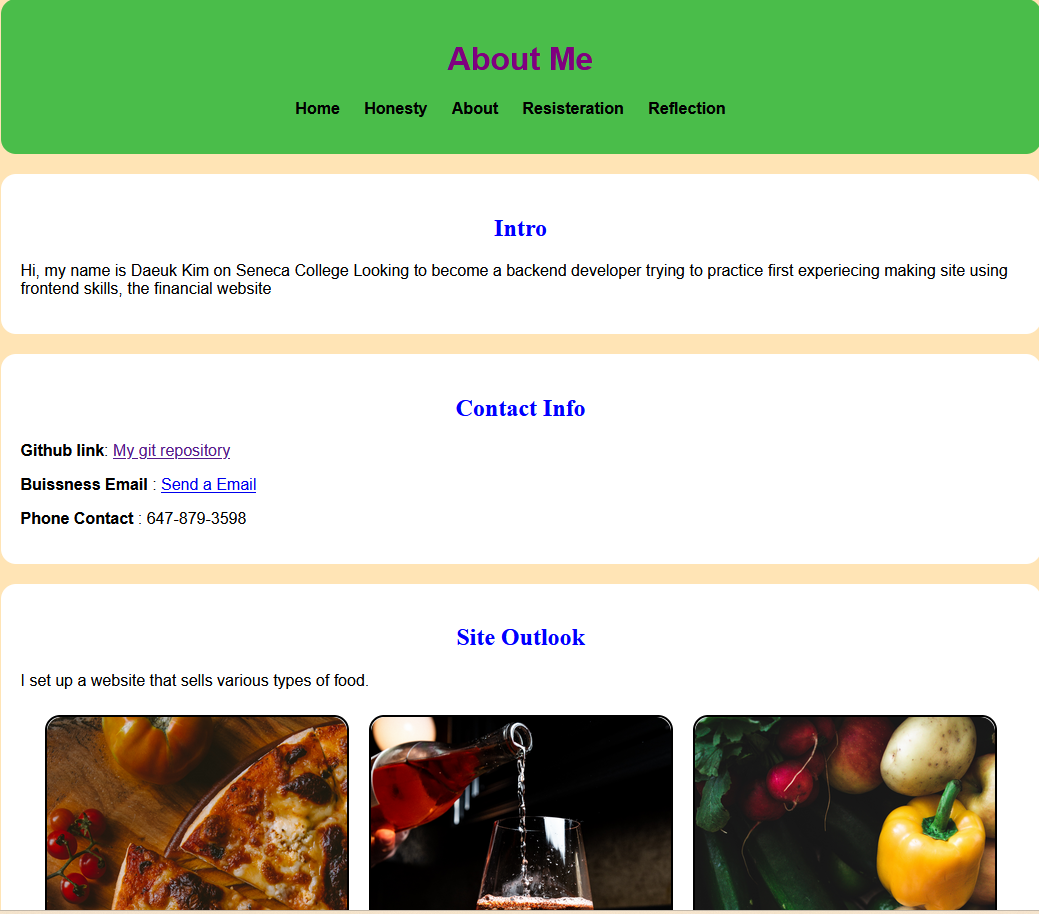 About Me
Home Honesty About Resisteration Reflection
Intro
Hi, my name is Daeuk Kim on Seneca College Looking to become a backend developer trying to practice first experiecing making site using
frontend skills, the financial website
Contact Info
Github link: My git repository
Buissness Email : Send a Email
Phone Contact : 647-879-3598
Site Outlook
I set up a website that sells various types of food.